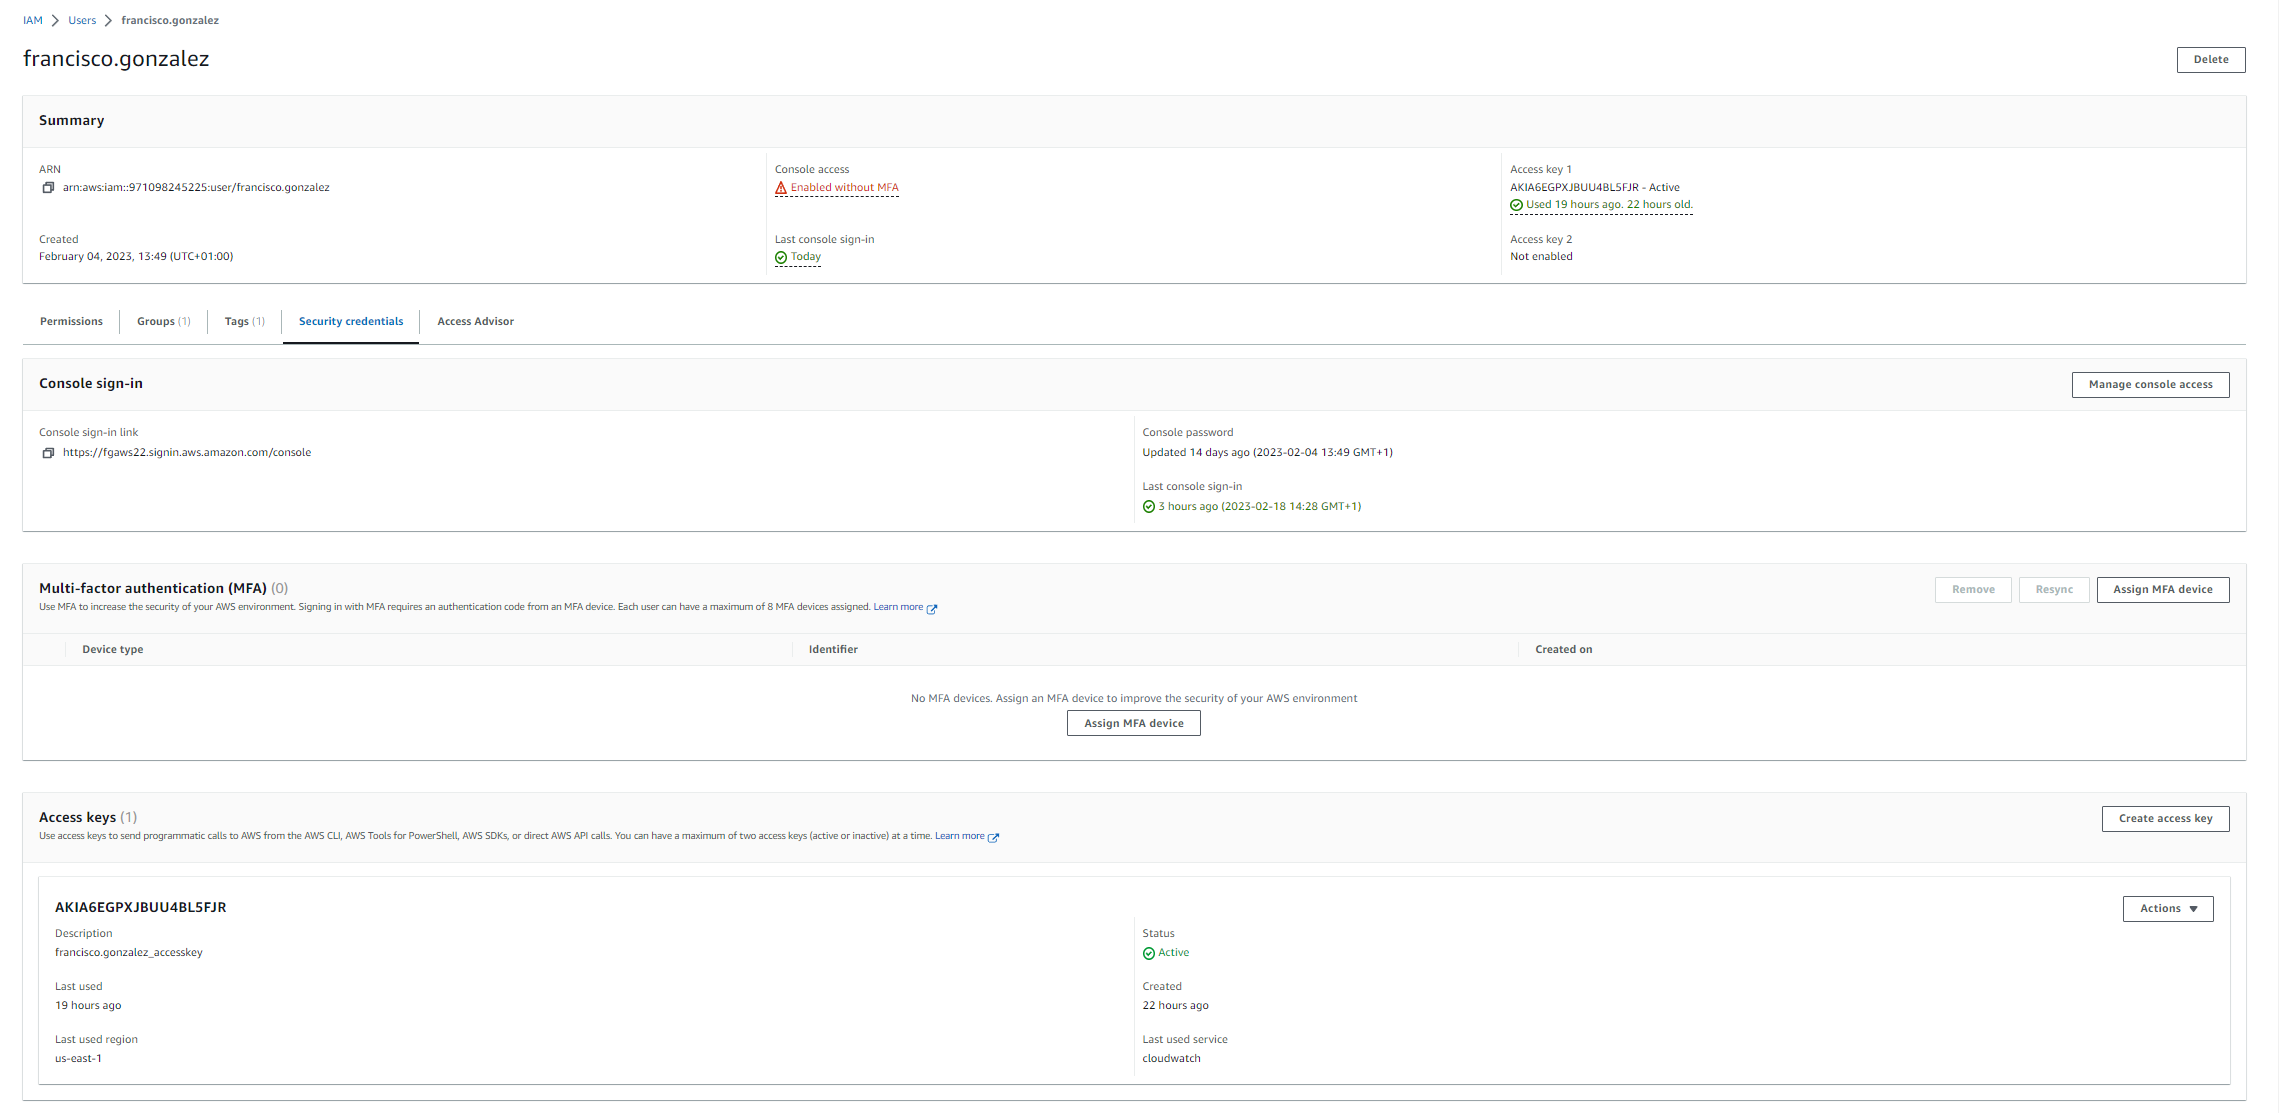 IAM > Users > francisco.gonzalez
francisco.gonzalez
Delete
Summary
ARN
arn:aws:iam::971098245225:user/francisco.gonzalez
Console access
Enabled without MFA
Access key 1
AKIA6EGPXJBUU4BL5FJR - Active
Used 19 hours ago. 22 hours old.
Created
February 04, 2023, 13:49 (UTC+01:00)
Last console sign-in
Today
Access key 2
Not enabled
Permissions
Groups (1)
Tags (1)
Security credentials
Access Advisor
Console sign-in
Manage console access
Console sign-in link
https://fgaws22.signin.aws.amazon.com/console
Console password
Updated 14 days ago (2023-02-04 13:49 GMT+1)
Last console sign-in
3 hours ago (2023-02-18 14:28 GMT+1)
Multi-factor authentication (MFA) (0)
Use MFA to increase the security of your AWS environment. Signing in with MFA requires an authentication code from an MFA device. Each user can have a maximum of 8 MFA devices assigned. Learn more
Remove
Resync
Assign MFA device
Device type
Identifier
Created on
No MFA devices. Assign an MFA device to improve the security of your AWS environment
Assign MFA device
Access keys (1)
Use access keys to send programmatic calls to AWS from the AWS CLI, AWS Tools for PowerShell, AWS SDKs, or direct AWS API calls. You can have a maximum of two access keys (active or inactive) at a time. Learn more
Create access key
AKIA6EGPXJBUU4BL5FJR
Actions
Description
francisco.gonzalez_accesskey
Status
Active
Last used
19 hours ago
Created
22 hours ago
Last used region
us-east-1
Last used service
cloudwatch